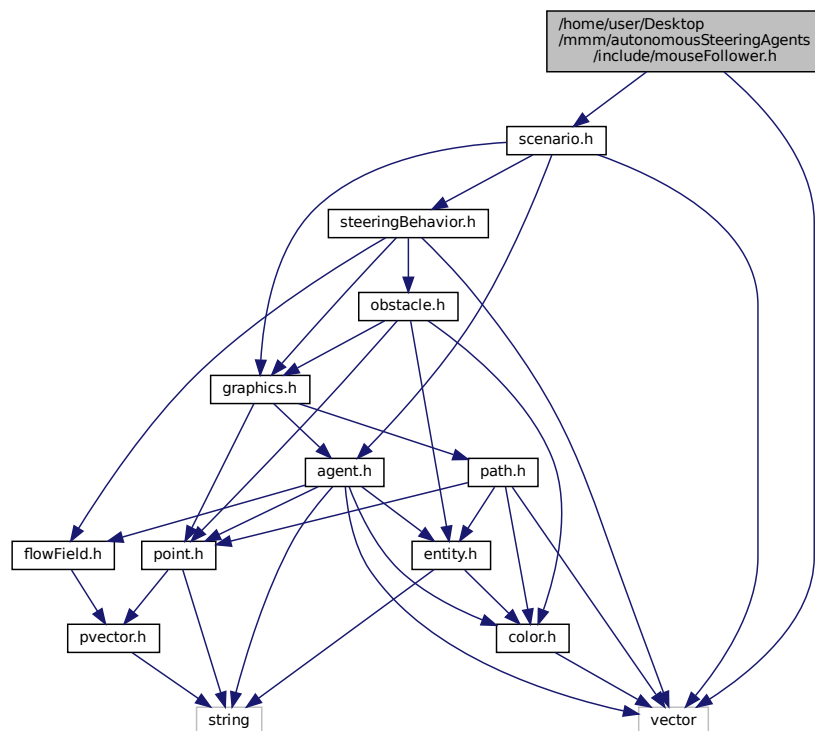 /home/user/Desktop
/mmm/autonomousSteeringAgents
/include/mouseFollower.h
scenario.h
steeringBehavior.h
obstacle.h
graphics.h
agent.h
path.h
flowField.h
point.h
entity.h
pvector.h
color.h
string
vector